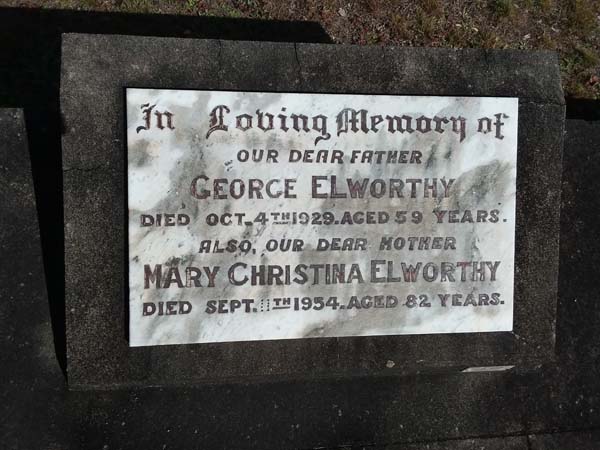 In Loving Memory of
OUR DEAR FATHER
GEORGE ELWORTHY
DIED OCT. 4TH 1929. AGED 59 YEARS.
ALSO, OUR DEAR MOTHER
MARY CHRISTINA ELWORTHY
DIED SEPT. 11TH 1954. AGED 82 YEARS.